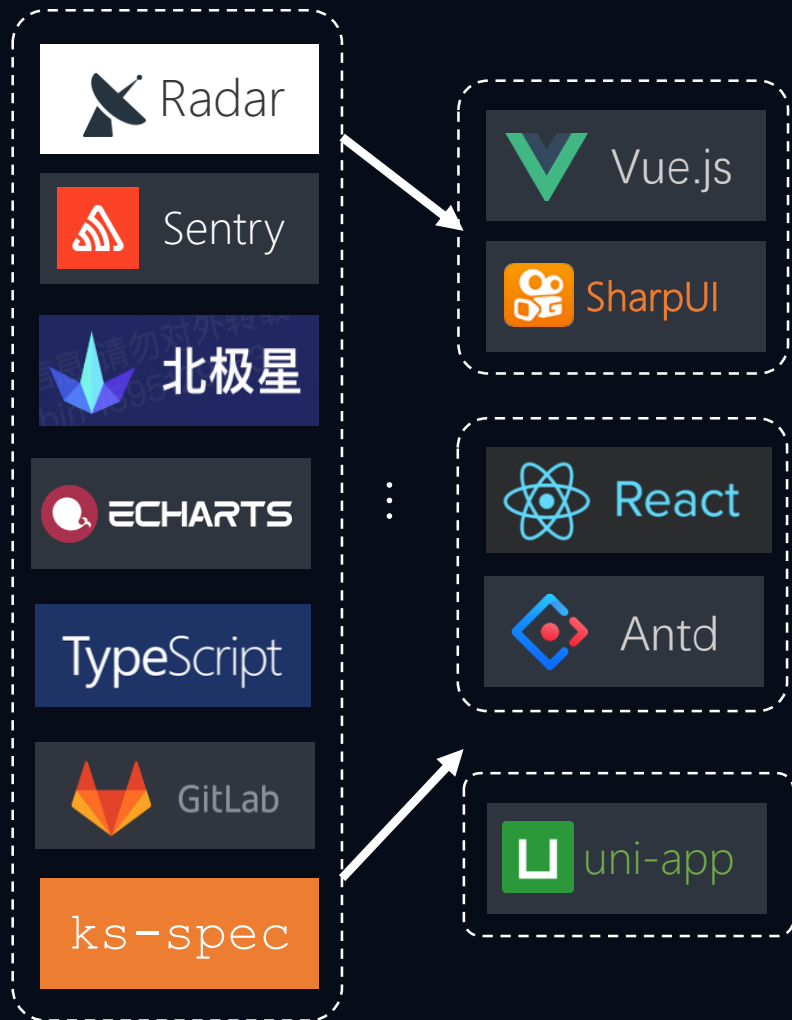 Radar
Sentry
北极星
ECHARTS
TypeScript
GitLab
ks-spec
Vue.js
SharpUI
React
Antd
uni-app